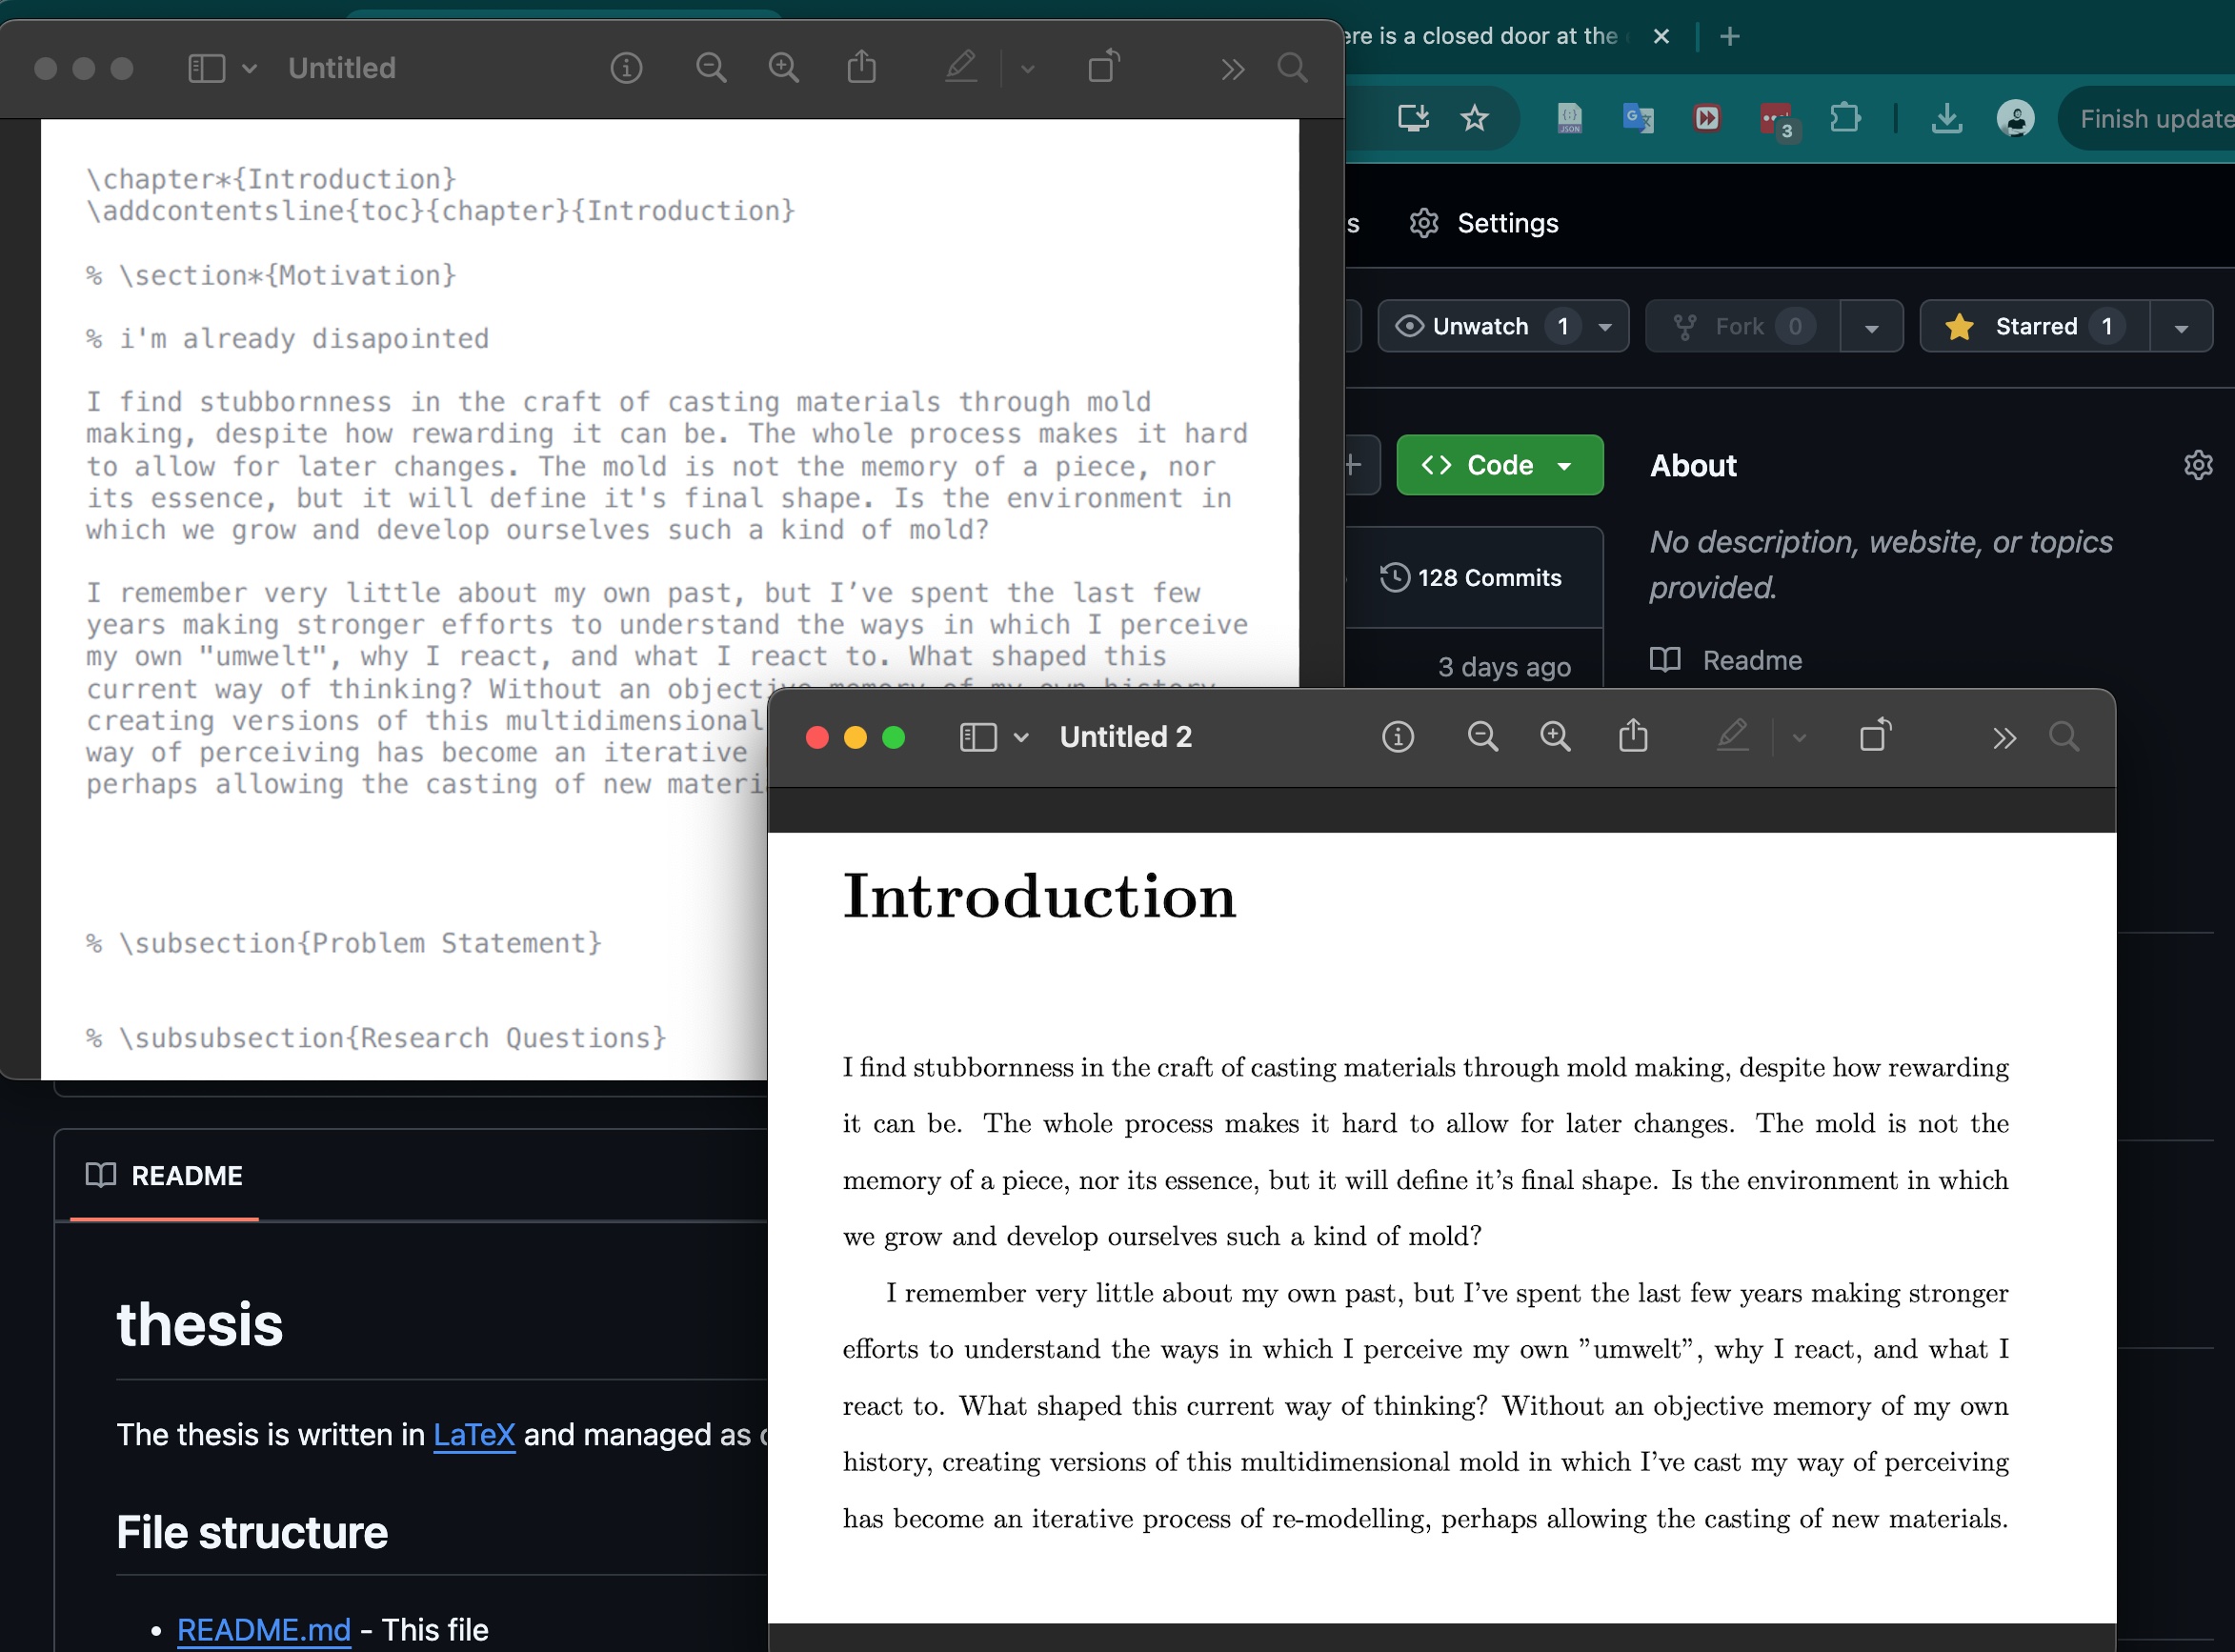 ere is a closed door at the
Untitled
JSON
G
3
Finish update
\chapter*{Introduction}
\addcontentsline{toc}{chapter}{Introduction}
s
Settings
% \section*{Motivation}
% i'm already disapointed
Unwatch 1
Fork 0
Starred 1
I find stubbornness in the craft of casting materials through mold
making, despite how rewarding it can be. The whole process makes it hard
to allow for later changes. The mold is not the memory of a piece, nor
its essence, but it will define it's final shape. Is the environment in
which we grow and develop ourselves such a kind of mold?
I remember very little about my own past, but I’ve spent the last few
years making stronger efforts to understand the ways in which I perceive
my own "umwelt", why I react, and what I react to. What shaped this
current way of thinking? Without an objective memory of my own history
creating versions of this multidimensional
way of perceiving has become an iterative
perhaps allowing the casting of new materi
% \subsection{Problem Statement}
% \subsubsection{Research Questions}
Code
About
No description, website, or topics
provided.
128 Commits
3 days ago
Readme
Untitled 2
Introduction
I find stubbornness in the craft of casting materials through mold making, despite how rewarding
it can be. The whole process makes it hard to allow for later changes. The mold is not the
memory of a piece, nor its essence, but it will define it’s final shape. Is the environment in which
we grow and develop ourselves such a kind of mold?
I remember very little about my own past, but I’ve spent the last few years making stronger
efforts to understand the ways in which I perceive my own ”umwelt”, why I react, and what I
react to. What shaped this current way of thinking? Without an objective memory of my own
history, creating versions of this multidimensional mold in which I’ve cast my way of perceiving
has become an iterative process of re-modelling, perhaps allowing the casting of new materials.
README
thesis
The thesis is written in LaTeX and managed as
File structure
• README.md - This file